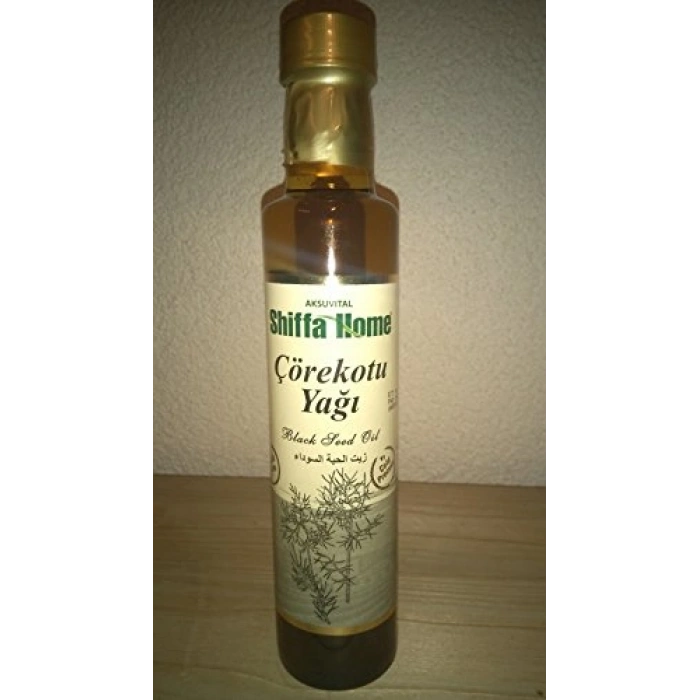 AKSUVITAL
Shiffa Home
Çörekotu
Yağı
Black Seed Oil
زيت الحبة السوداء